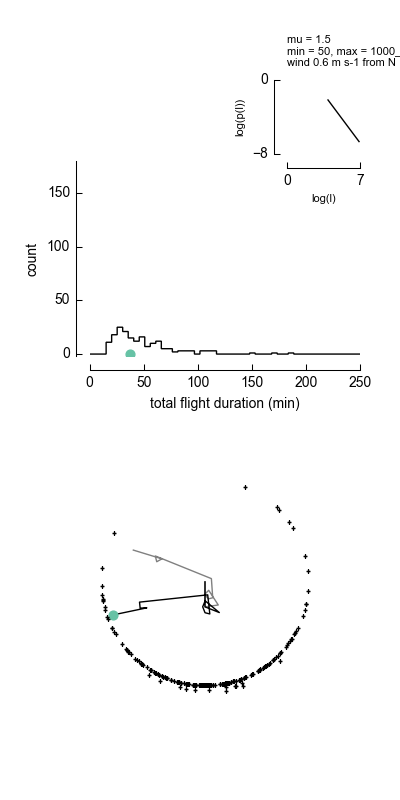 mu = 1.5
min = 50, max = 1000_
wind 0.6 m s-1 from N
0
log(p(l))
−8
0 7
log(l)
150
100
count
50
0
0 50 100 150 200 250
total flight duration (min)